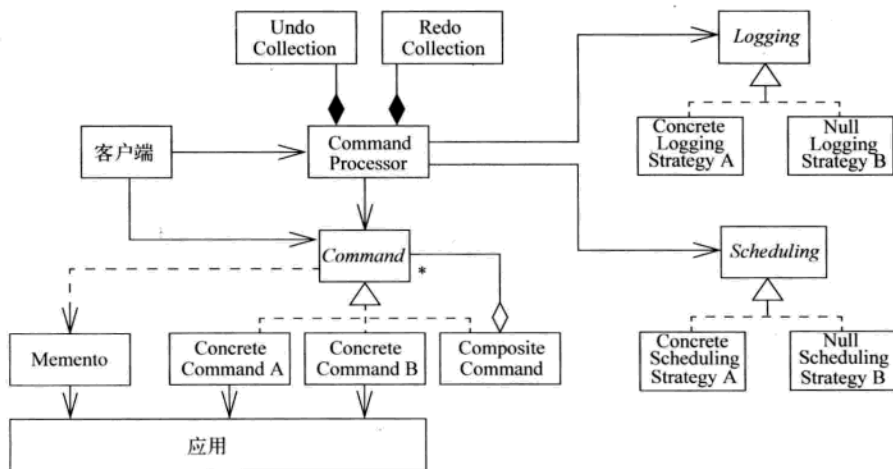 Undo
Collection
Redo
Collection
Logging
客户端
Command
Processor
Concrete
Logging
Strategy A
Null
Logging
Strategy B
Command
*
Scheduling
Memento
Concrete
Command A
Concrete
Command B
Composite
Command
Concrete
Scheduling
Strategy A
Null
Scheduling
Strategy B
应用